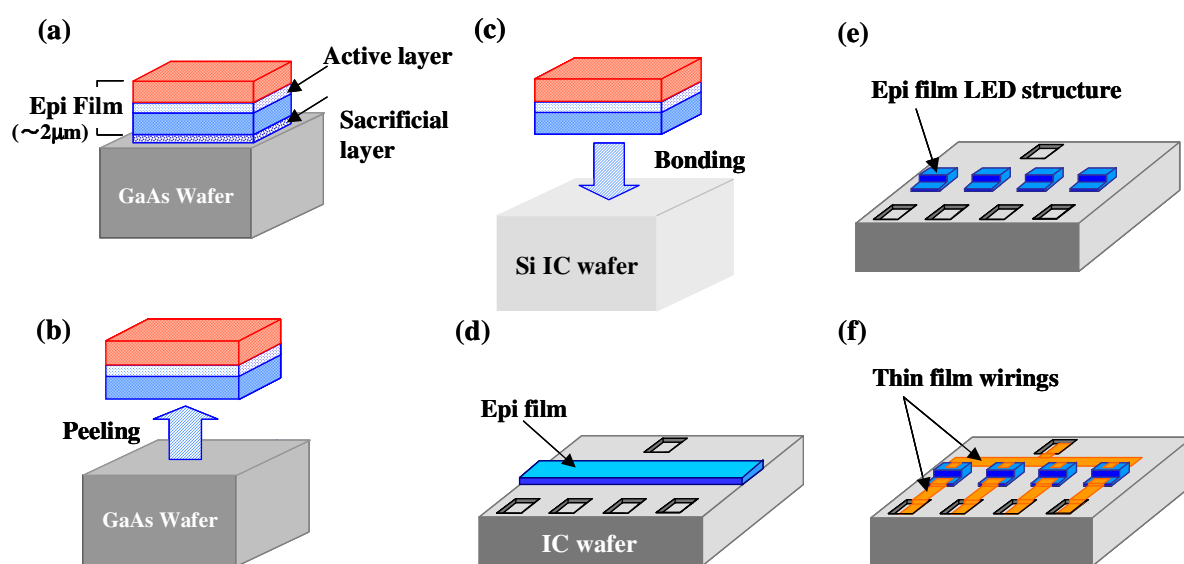 (a)
Active layer
Epi Film
(~2μm)
Sacrificial
layer
GaAs Wafer
(b)
Peeling
GaAs Wafer
(c)
Bonding
Si IC wafer
(d)
Epi film
IC wafer
(e)
Epi film LED structure
(f)
Thin film wirings